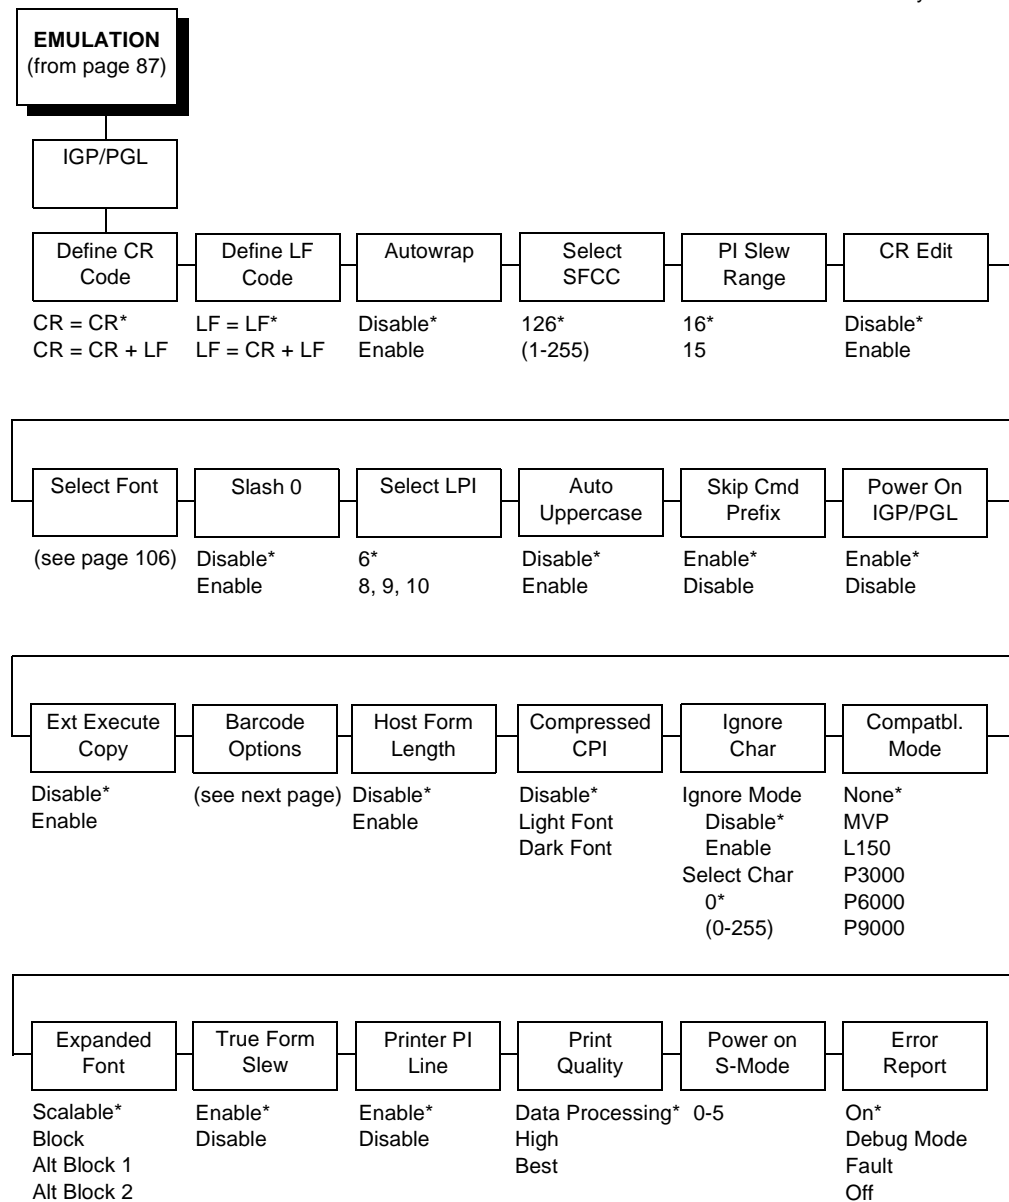 EMULATION
(from page 87)
IGP/PGL
Define CR
Code
Define LF
Code
Autowrap
Select
SFCC
PI Slew
Range
CR Edit
CR = CR*
CR = CR + LF
LF = LF*
LF = CR + LF
Disable*
Enable
126*
(1-255)
16*
15
Disable*
Enable
Select Font
Slash 0
Select LPI
Auto
Uppercase
Skip Cmd
Prefix
Power On
IGP/PGL
(see page 106)
Disable*
Enable
6*
8, 9, 10
Disable*
Enable
Enable*
Disable
Enable*
Disable
Ext Execute
Copy
Barcode
Options
Host Form
Length
Compressed
CPI
Ignore
Char
Compatbl.
Mode
Disable*
Enable
(see next page)
Disable*
Enable
Disable*
Light Font
Dark Font
Ignore Mode
Disable*
Enable
Select Char
0*
(0-255)
None*
MVP
L150
P3000
P6000
P9000
Expanded
Font
True Form
Slew
Printer PI
Line
Print
Quality
Power on
S-Mode
Error
Report
Scalable*
Block
Alt Block 1
Alt Block 2
Enable*
Disable
Enable*
Disable
Data Processing*
High
Best
0-5
On*
Debug Mode
Fault
Off